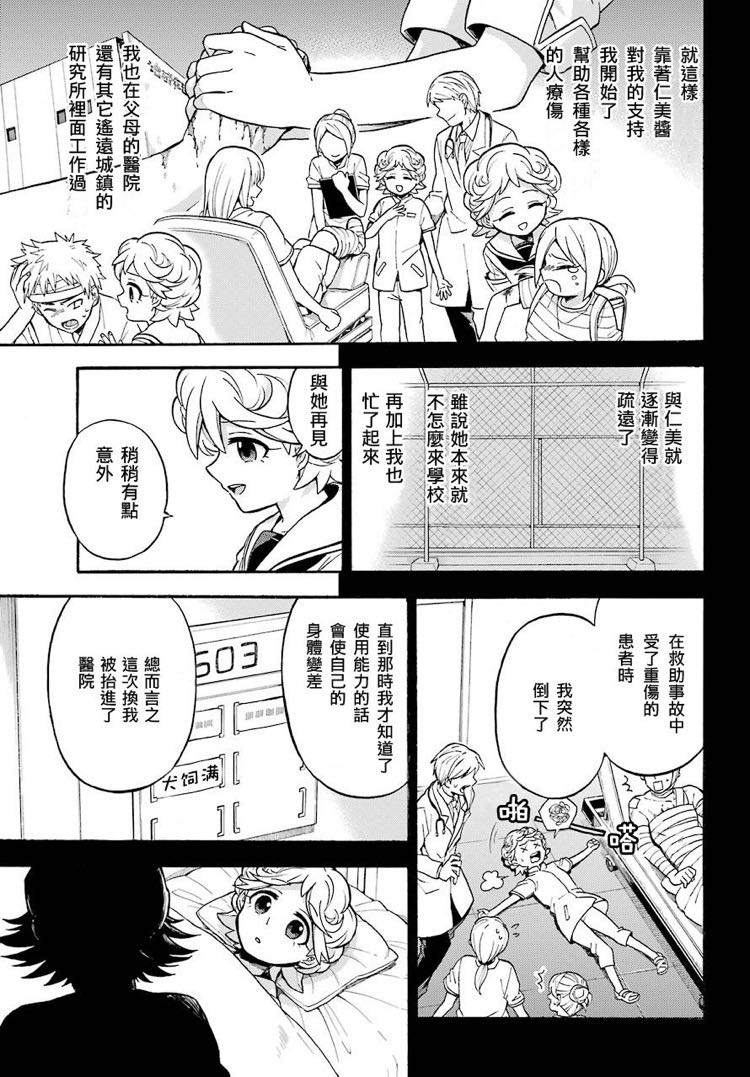 就這樣
靠著仁美醬
對我的支持
我開始了
幫助各種各樣
的人療傷
我也在父母的醫院
還有其它遙遠城鎮的
研究所裡面工作過
與仁美就
逐漸變得
疏遠了
雖說她本來就
不怎麼來學校
再加上我也
忙了起來
與她再見
稍稍有點
意外
在救助事故中
受了重傷的
患者時
我突然
倒下了
啪
嗒
直到那時我才知道了
使用能力的話
會使自己的
身體變差
總而言之
這次換我
被抬進了
醫院
503
犬饲满